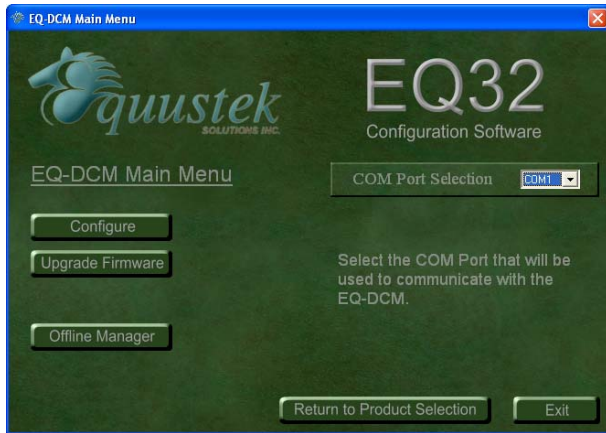 EQ-DCM Main Menu
Equustek
SOLUTIONS INC.
EQ32
Configuration Software
EQ-DCM Main Menu
COM Port Selection
COM1
Configure
Upgrade Firmware
Select the COM Port that will be
used to communicate with the
EQ-DCM.
Offline Manager
Return to Product Selection
Exit